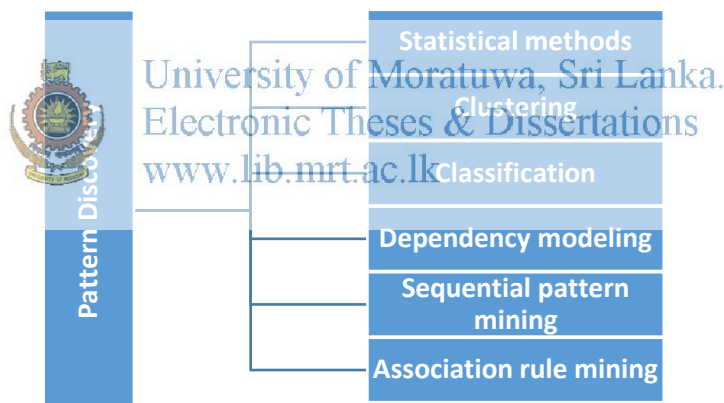 Pattern Discovery
Statistical methods
Clustering
Classification
Dependency modeling
Sequential pattern
mining
Association rule mining
University of Moratuwa, Sri Lanka.
Electronic Theses & Dissertations
www.lib.mrt.ac.lk